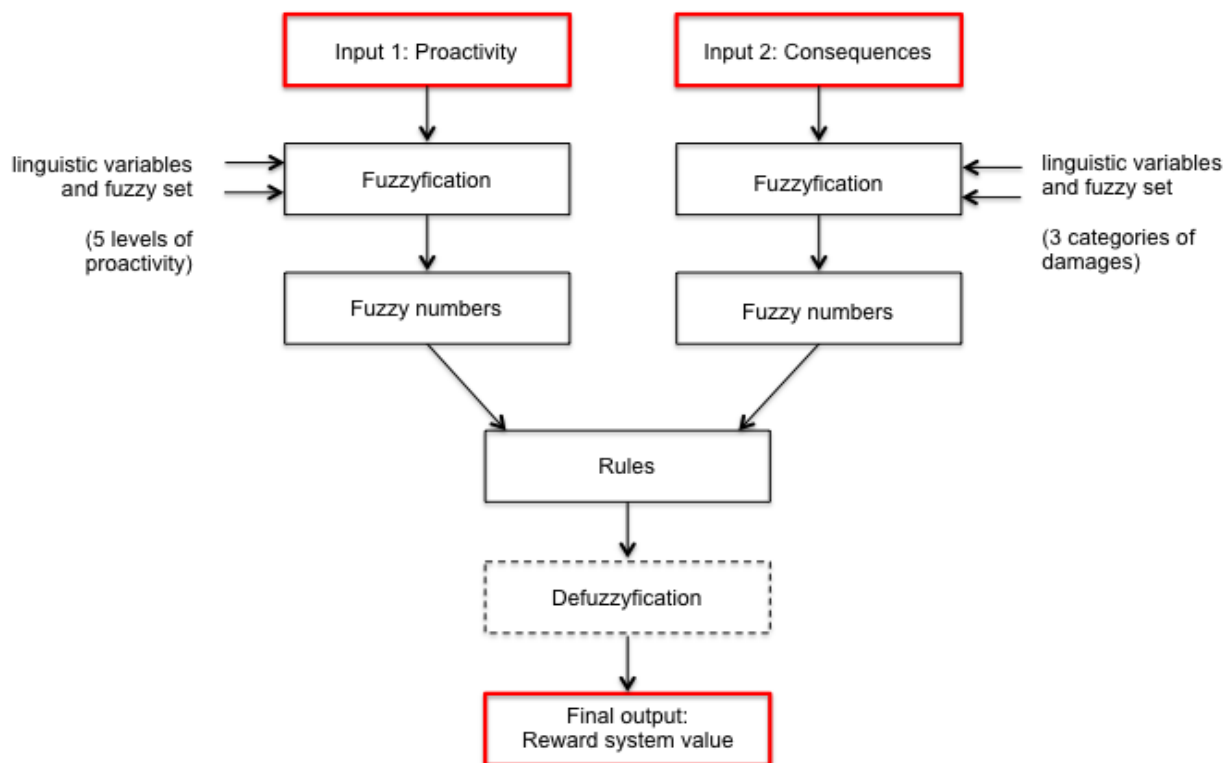 Input 1: Proactivity
Input 2: Consequences
linguistic variables
and fuzzy set
(5 levels of
proactivity)
Fuzzyfication
Fuzzyfication
linguistic variables
and fuzzy set
(3 categories of
damages)
Fuzzy numbers
Fuzzy numbers
Rules
Defuzzyfication
Final output:
Reward system value